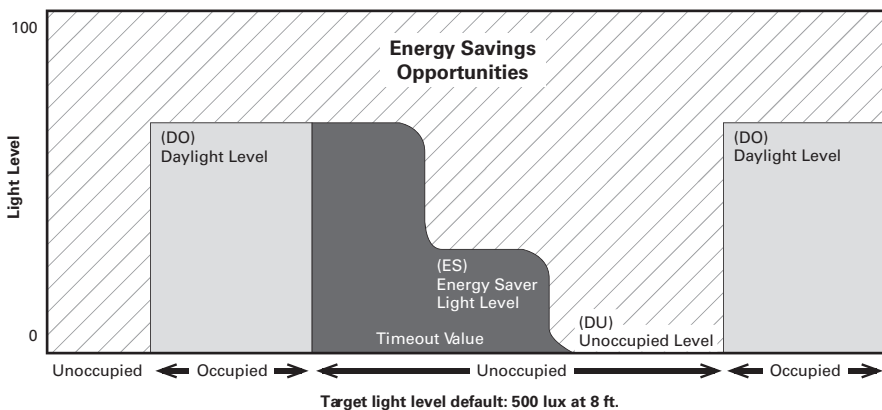 100
Energy Savings
Opportunities
(DO)
Daylight Level
(DO)
Daylight Level
Light Level
(ES)
Energy Saver
Light Level
(DU)
Unoccupied Level
Timeout Value
0
Unoccupied
Occupied
Unoccupied
Occupied
Target light level default: 500 lux at 8 ft.